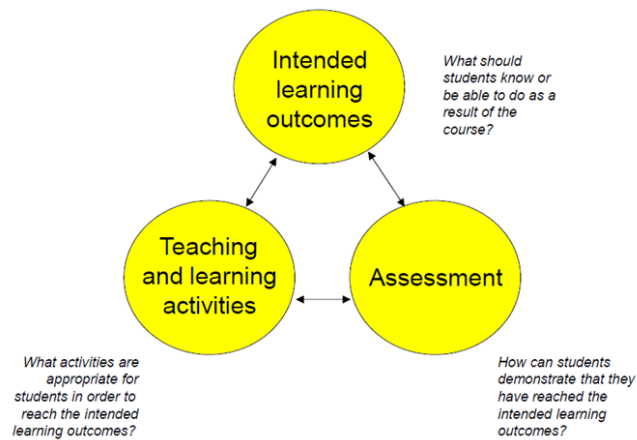 Intended
learning
outcomes
What should
students know or
be able to do as a
result of the
course?
Teaching
and learning
activities
Assessment
What activities are
appropriate for
students in order to
reach the intended
learning outcomes?
How can students
demonstrate that they
have reached the
intended learning
outcomes?